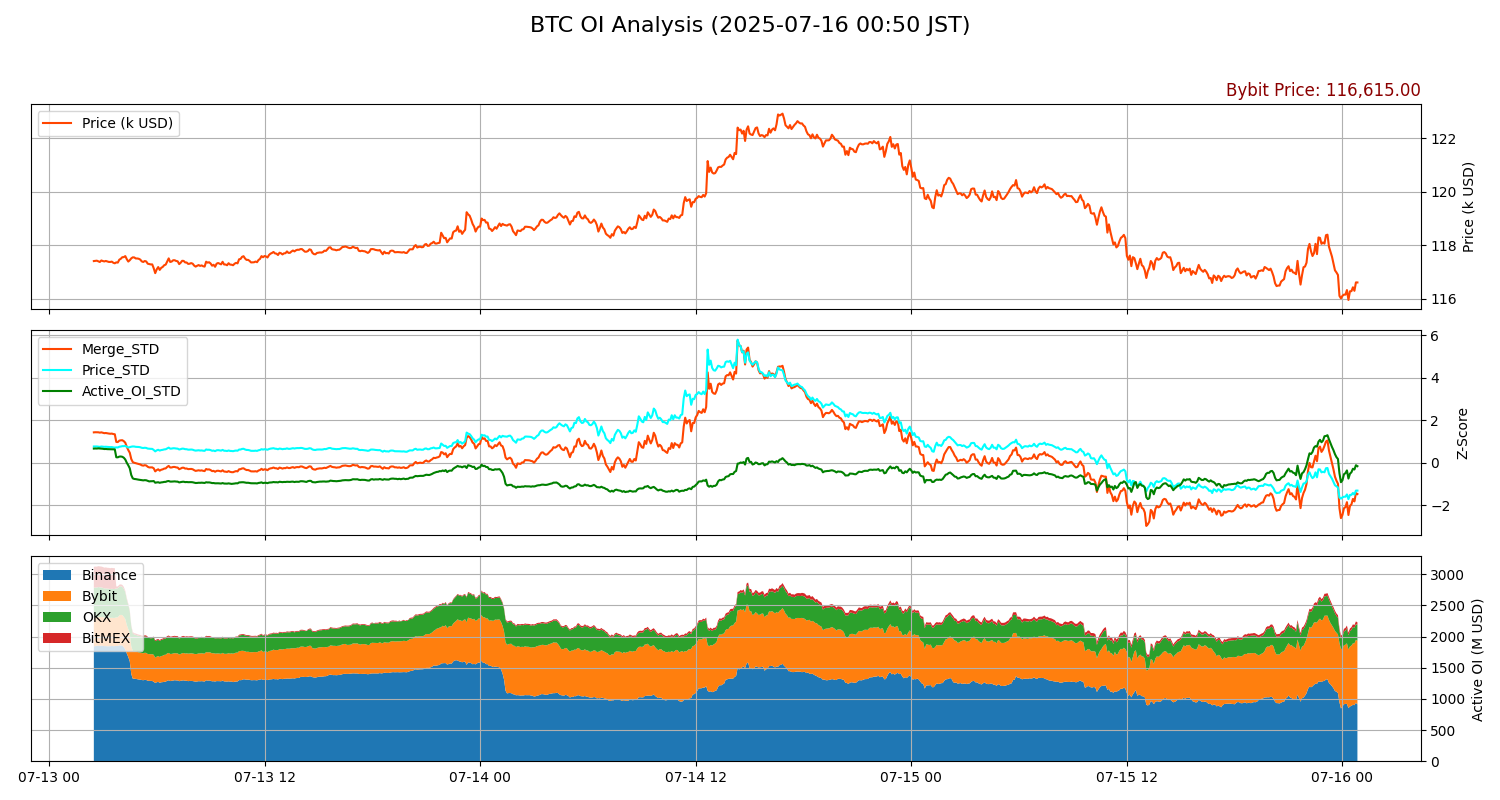 BTC OI Analysis (2025-07-16 00:50 JST)
Bybit Price: 116,615.00
Price (k USD)
122
120
118
116
Price (k USD)
Merge_STD
Price_STD
Active_OI_STD
6
4
2
0
−2
Z-Score
Binance
Bybit
OKX
BitMEX
3000
2500
2000
1500
1000
500
0
Active OI (M USD)
07-13 00
07-13 12
07-14 00
07-14 12
07-15 00
07-15 12
07-16 00